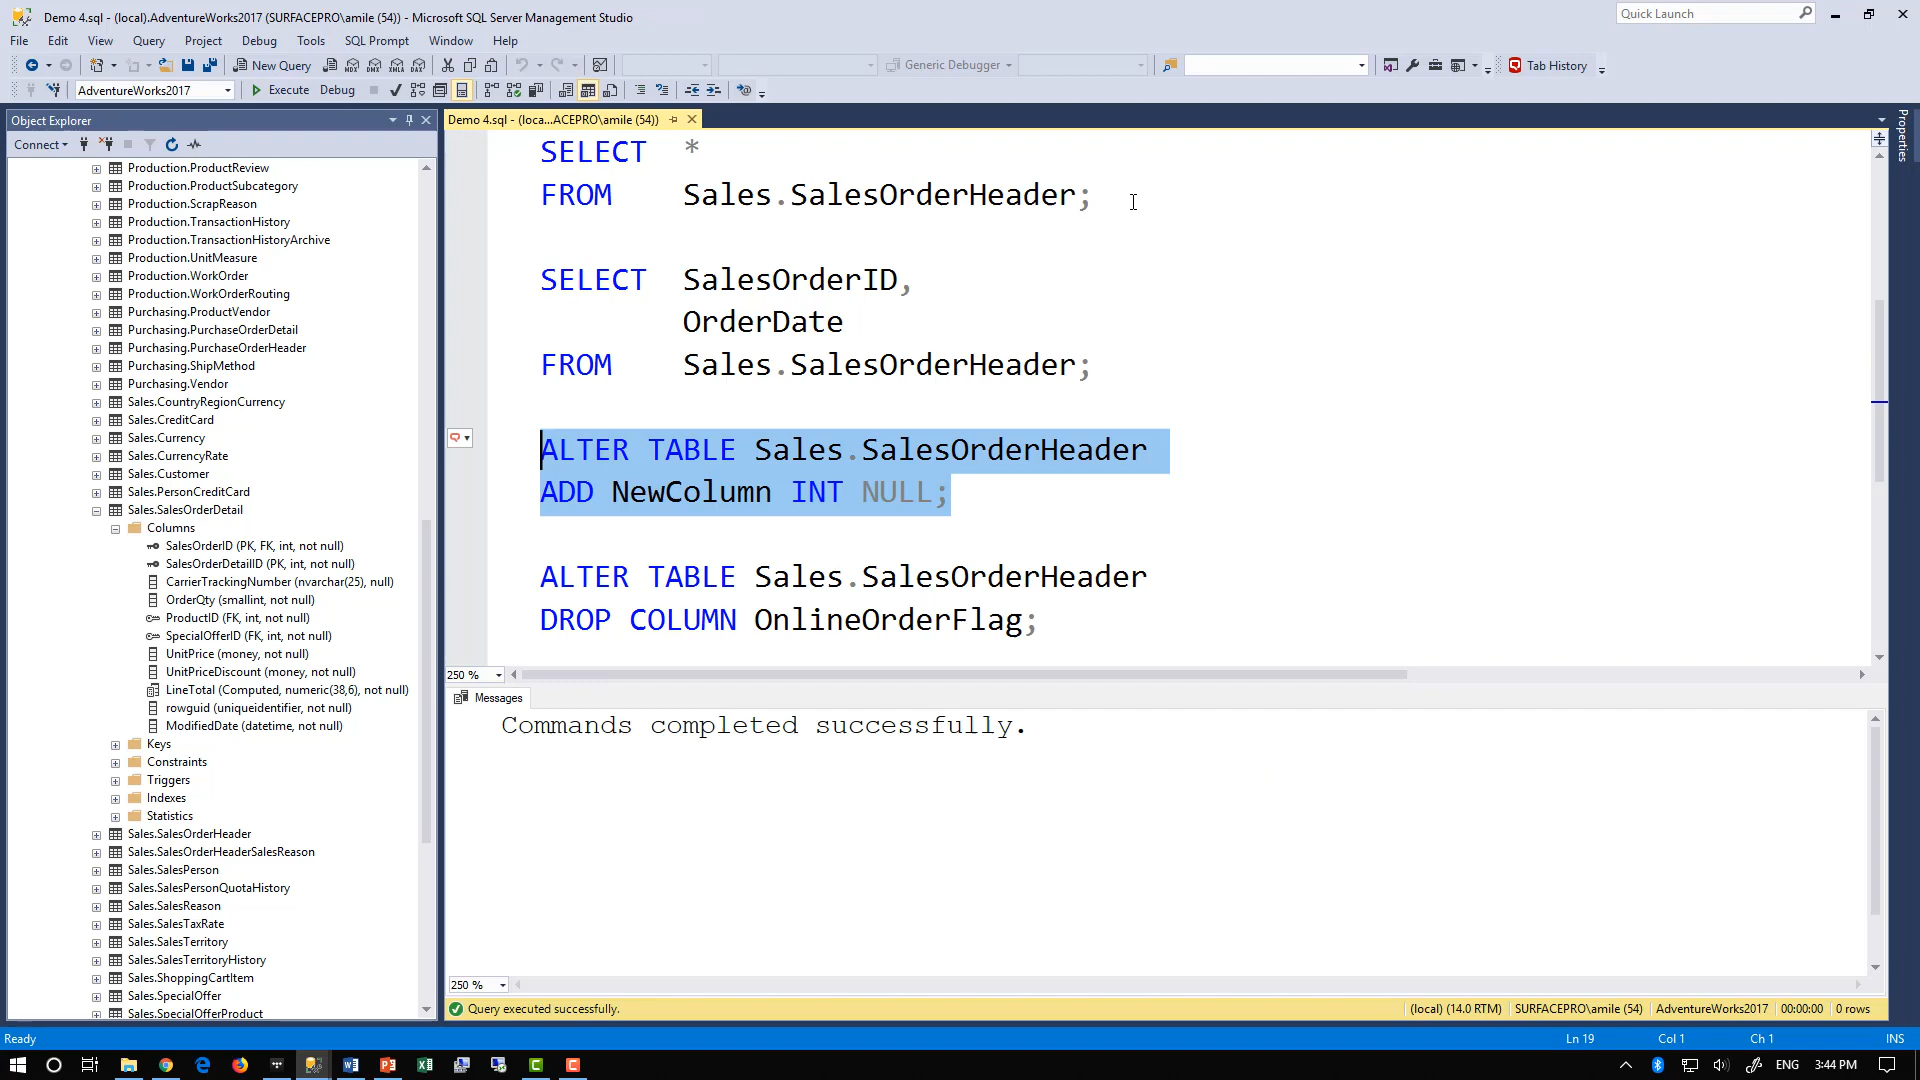 Demo 4.sql - (local).AdventureWorks2017 (SURFACEPRO\amile (54)) - Microsoft SQL Server Management Studio
Quick Launch
File Edit View Query Project Debug Tools SQL Prompt Window Help
New Query
Generic Debugger
Tab History
AdventureWorks2017
Execute Debug
Object Explorer
Connect
Production.ProductReview
Production.ProductSubcategory
Production.ScrapReason
Production.TransactionHistory
Production.TransactionHistoryArchive
Production.UnitMeasure
Production.WorkOrder
Production.WorkOrderRouting
Purchasing.ProductVendor
Purchasing.PurchaseOrderDetail
Purchasing.PurchaseOrderHeader
Purchasing.ShipMethod
Purchasing.Vendor
Sales.CountryRegionCurrency
Sales.CreditCard
Sales.Currency
Sales.CurrencyRate
Sales.Customer
Sales.PersonCreditCard
Sales.SalesOrderDetail
Columns
SalesOrderID (PK, FK, int, not null)
SalesOrderDetailID (PK, int, not null)
CarrierTrackingNumber (nvarchar(25), null)
OrderQty (smallint, not null)
ProductID (FK, int, not null)
SpecialOfferID (FK, int, not null)
UnitPrice (money, not null)
UnitPriceDiscount (money, not null)
LineTotal (Computed, numeric(38,6), not null)
rowguid (uniqueidentifier, not null)
ModifiedDate (datetime, not null)
Keys
Constraints
Triggers
Indexes
Statistics
Sales.SalesOrderHeader
Sales.SalesOrderHeaderSalesReason
Sales.SalesPerson
Sales.SalesPersonQuotaHistory
Sales.SalesReason
Sales.SalesTaxRate
Sales.SalesTerritory
Sales.SalesTerritoryHistory
Sales.ShoppingCartItem
Sales.SpecialOffer
Sales.SpecialOfferProduct
Demo 4.sql - (loca...ACEPRO\amile (54))
SELECT *
FROM Sales.SalesOrderHeader;
SELECT SalesOrderID,
OrderDate
FROM Sales.SalesOrderHeader;
ALTER TABLE Sales.SalesOrderHeader
ADD NewColumn INT NULL;
ALTER TABLE Sales.SalesOrderHeader
DROP COLUMN OnlineOrderFlag;
250 %
Messages
Commands completed successfully.
250 %
Query executed successfully.
(local) (14.0 RTM) SURFACEPRO\amile (54) AdventureWorks2017 00:00:00 0 rows
Properties
Ready
Ln 19 Col 1 Ch 1 INS
ENG 3:44 PM